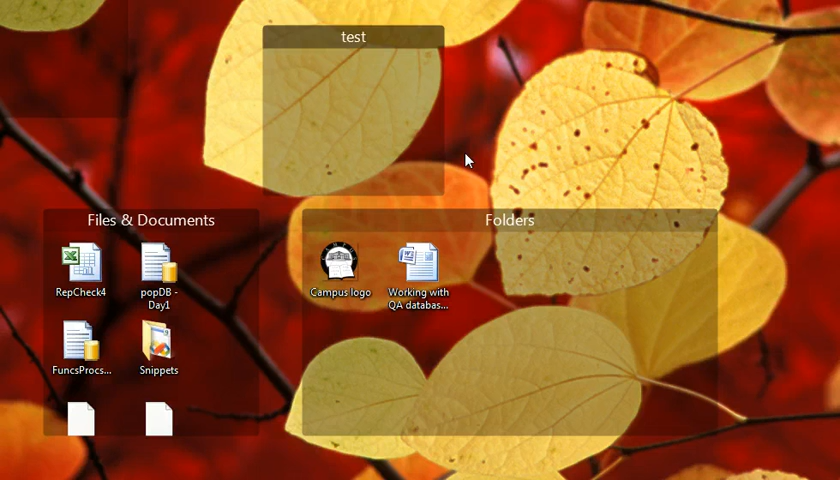 test
Files & Documents
Folders
RepCheck4
popDB -
Day1
Campus logo
Working with
QA databas...
FuncsProcs...
Snippets